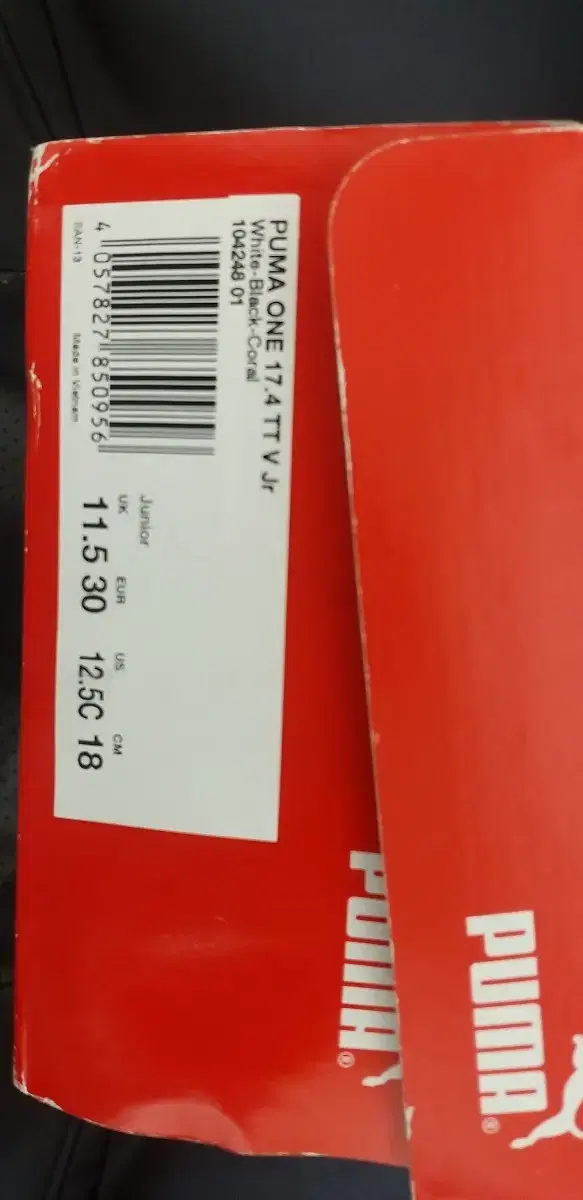 PUMA ONE 17.4 TT V Jr
White-Black-Coral
104248 01
4 057827 850956
SAN-13 Made in Vietnam
Junior
UK EUR US CM
11.5 30 12.5C 18
PUMA®
PUMA®